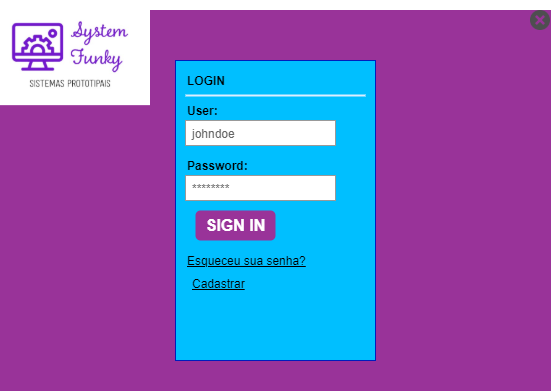 System
Funky
SISTEMAS PROTOTIPAIS
LOGIN
User:
johndoe
Password:
********
SIGN IN
Esqueceu sua senha?
Cadastrar